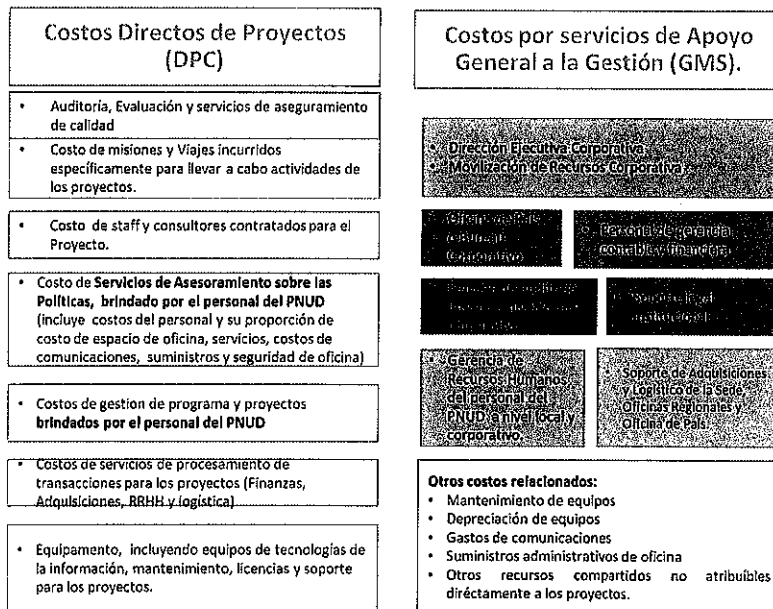 Costos Directos de Proyectos
(DPC)
• Auditoría, Evaluación y servicios de aseguramiento
de calidad
• Costo de misiones y Viajes incurridos
específicamente para llevar a cabo actividades de
los proyectos.
• Costo de staff y consultores contratados para el
Proyecto.
• Costo de Servicios de Asesoramiento sobre las
Políticas, brindado por el personal del PNUD
(incluye costos del personal y su proporción de
costo de espacio de oficina, servicios, costos de
comunicaciones, suministros y seguridad de oficina)
• Costos de gestion de programa y proyectos
brindados por el personal del PNUD
• Costos de servicios de procesamiento de
transacciones para los proyectos (Finanzas,
Adquisiciones, RRHH y logística)
• Equipamento, incluyendo equipos de tecnologías de
la información, mantenimiento, licencias y soporte
para los proyectos.
Costos por servicios de Apoyo
General a la Gestión (GMS).
• Dirección Ejecutiva Corporativa
• Movilización de Recursos Corporativa
Corporativo
• Personal de gerencia
contable y financiera
legal
institucional
• Gerencia de
Recursos Humanos
del personal del
PNUD a nivel local y
corporativo.
• Soporte de Adquisiciones
y Logístico de la Sede,
Oficinas Regionales y
Oficina de País
Otros costos relacionados:
• Mantenimiento de equipos
• Depreciación de equipos
• Gastos de comunicaciones
• Suministros administrativos de oficina
• Otros recursos compartidos no atribuibles
diréctamente a los proyectos.